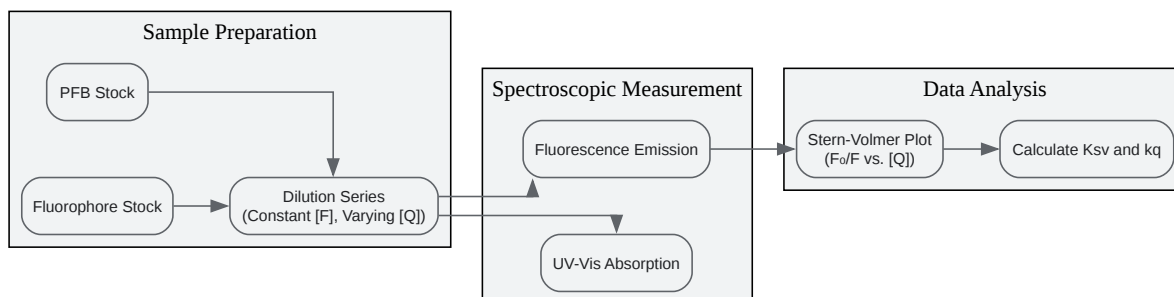 Sample Preparation
PFB Stock
Fluorophore Stock
Dilution Series
(Constant [F], Varying [Q])
Spectroscopic Measurement
Fluorescence Emission
UV-Vis Absorption
Data Analysis
Stern-Volmer Plot
(F₀/F vs. [Q])
Calculate Ksv and kq